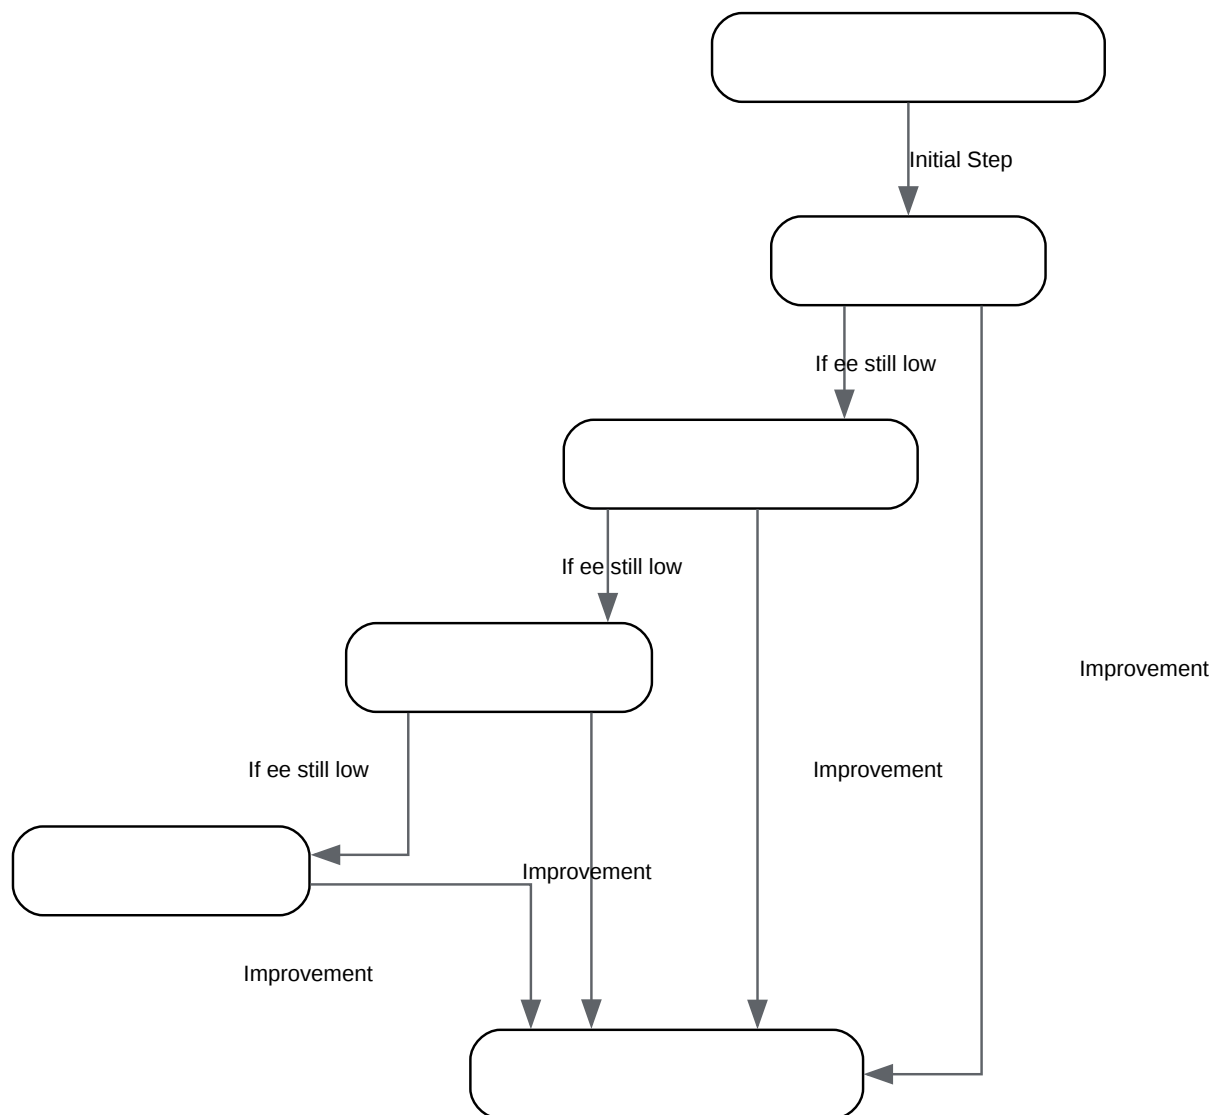 Initial Step
If ee still low
If ee still low
Improvement
If ee still low
Improvement
Improvement
Improvement